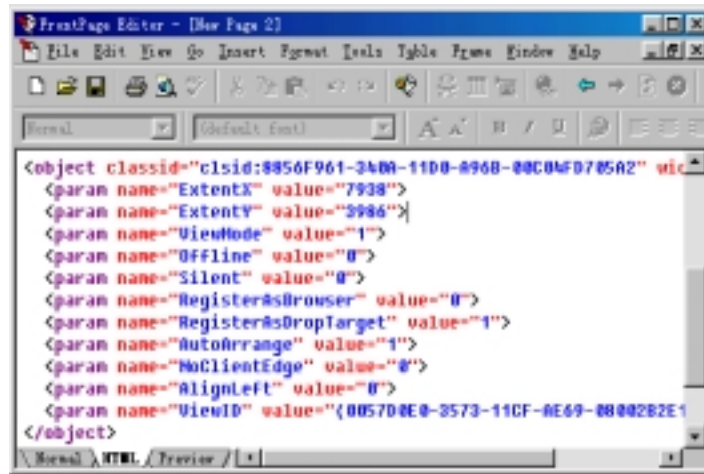 FrontPage Editor - [New Page 2]
File Edit View Go Insert Format Tools Table Frame Window Help
Normal (default font) A A B I U
<object classid="clsid:8856F961-340A-11D0-A96B-00C04FD705A2" wid
<param name="ExtentX" value="7938">
<param name="ExtentY" value="3986">
<param name="ViewMode" value="1">
<param name="Offline" value="0">
<param name="Silent" value="0">
<param name="RegisterAsBrowser" value="0">
<param name="RegisterAsDropTarget" value="1">
<param name="AutoArrange" value="1">
<param name="NoClientEdge" value="0">
<param name="AlignLeft" value="0">
<param name="ViewID" value="{0057D0E0-3573-11CF-AE69-08002B2E1
</object>
Normal HTML Preview